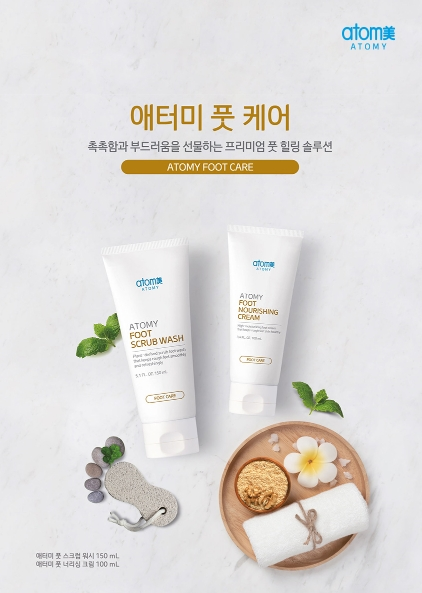 atom美
ATOMY
애터미 풋 케어
촉촉함과 부드러움을 선물하는 프리미엄 풋 힐링 솔루션
ATOMY FOOT CARE
atom美
ATOMY
ATOMY
FOOT
SCRUB WASH
FOOT CARE
atom美
ATOMY
ATOMY
FOOT
NOURISHING
CREAM
FOOT CARE
애터미 풋 스크럽 워시 150 mL
애터미 풋 너리싱 크림 100 mL